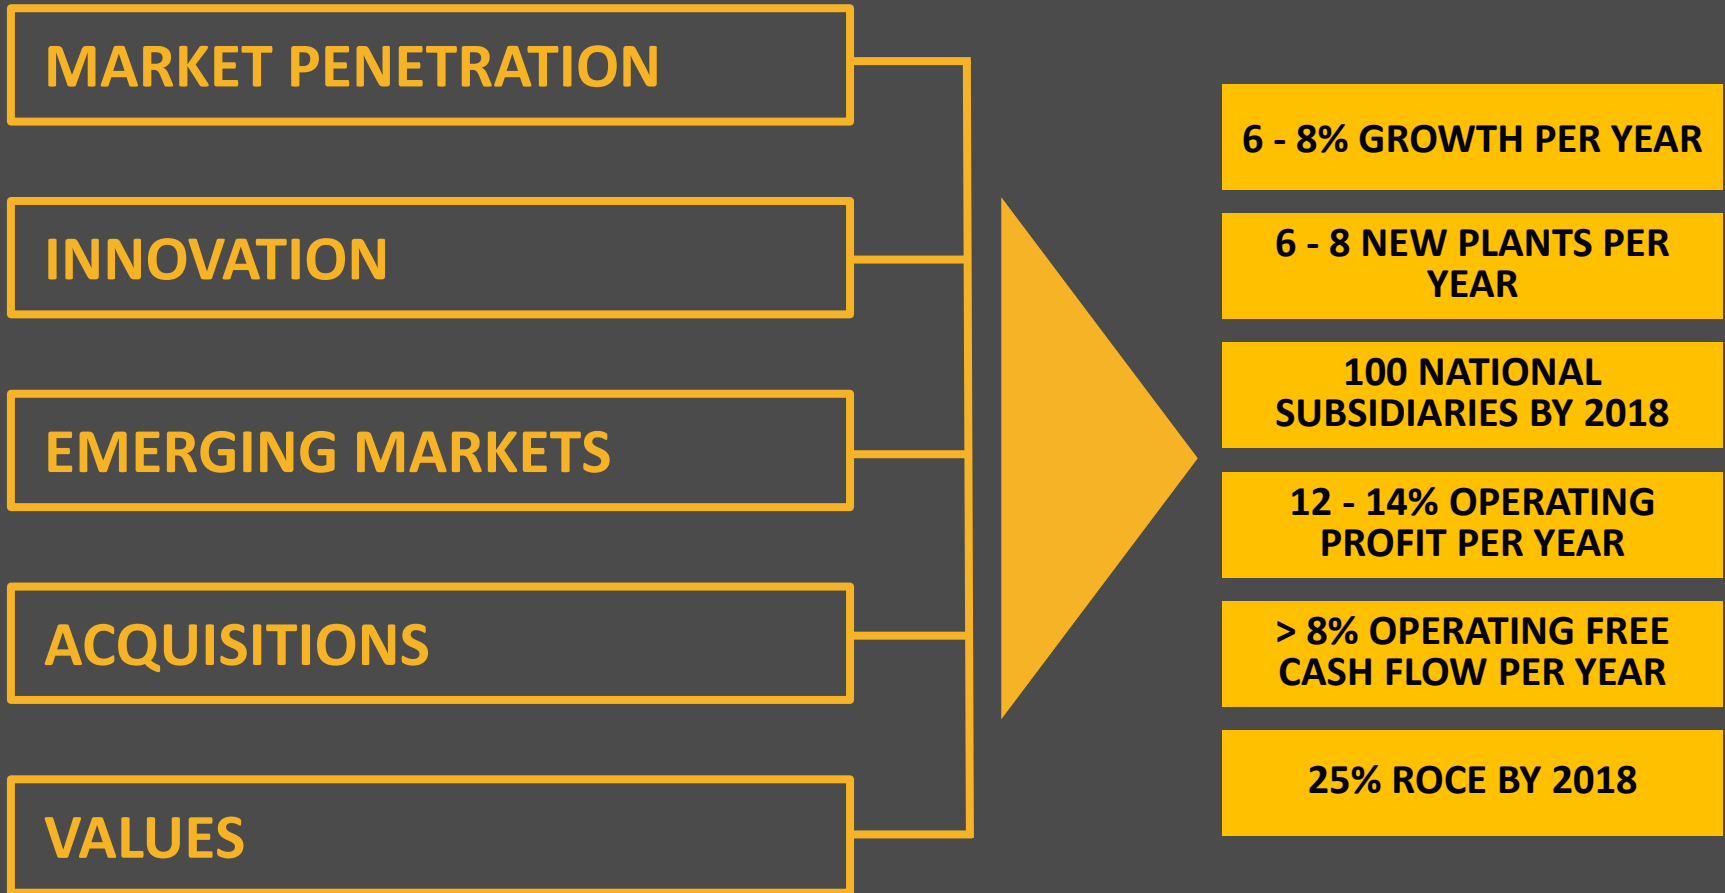 MARKET PENETRATION
INNOVATION
EMERGING MARKETS
ACQUISITIONS
VALUES
6 - 8% GROWTH PER YEAR
6 - 8 NEW PLANTS PER
YEAR
100 NATIONAL
SUBSIDIARIES BY 2018
12 - 14% OPERATING
PROFIT PER YEAR
> 8% OPERATING FREE
CASH FLOW PER YEAR
25% ROCE BY 2018